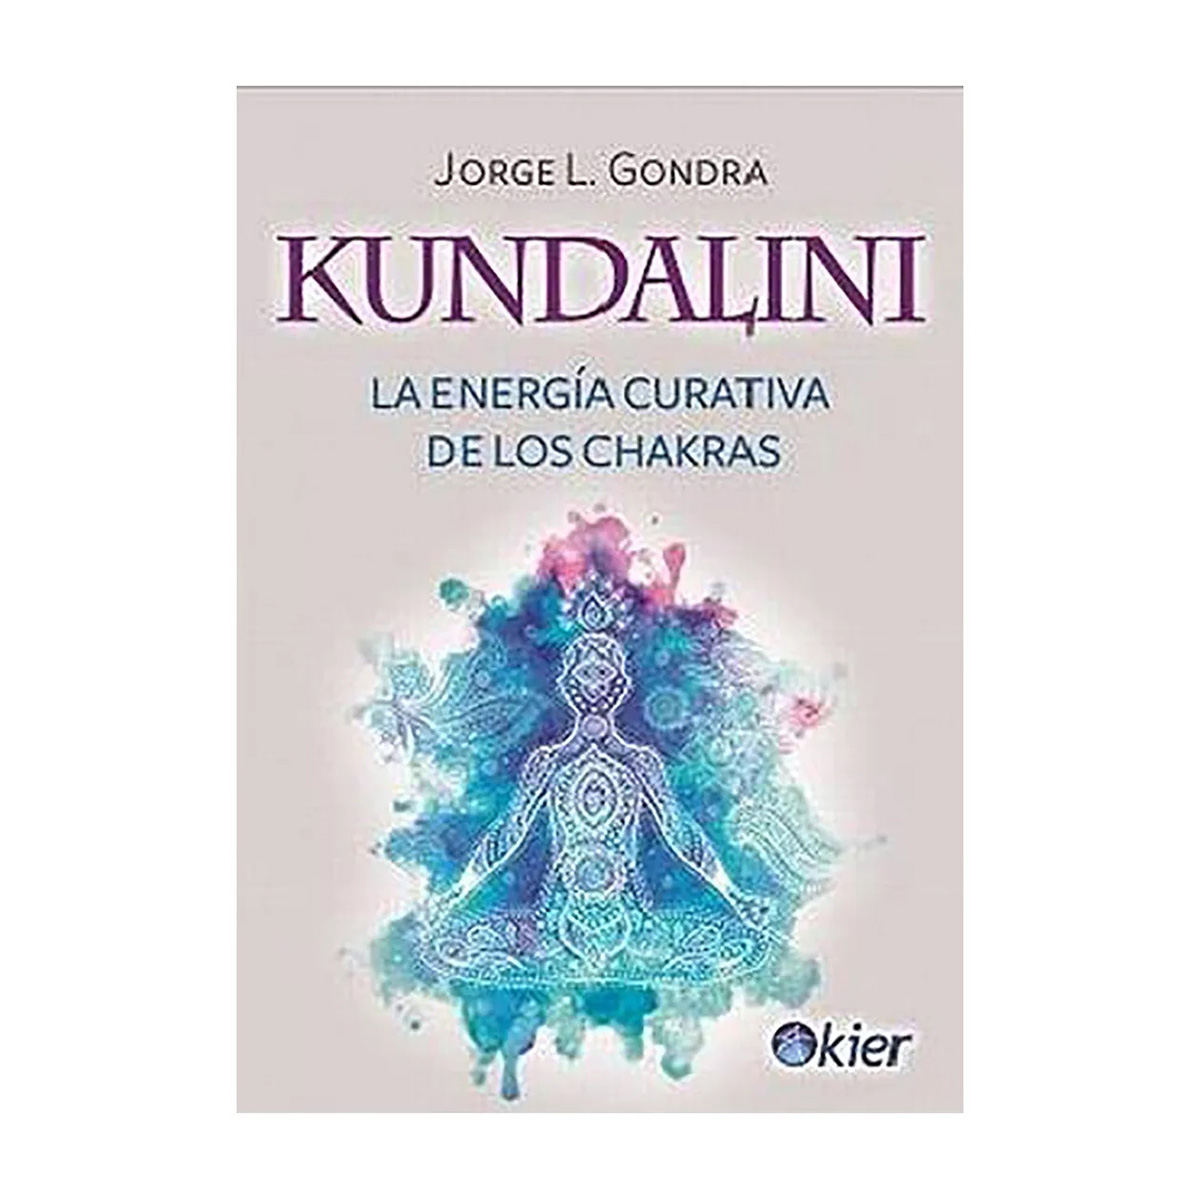 JORGE L. GONDRA
KUNDALINI
LA ENERGÍA CURATIVA
DE LOS CHAKRAS
kier